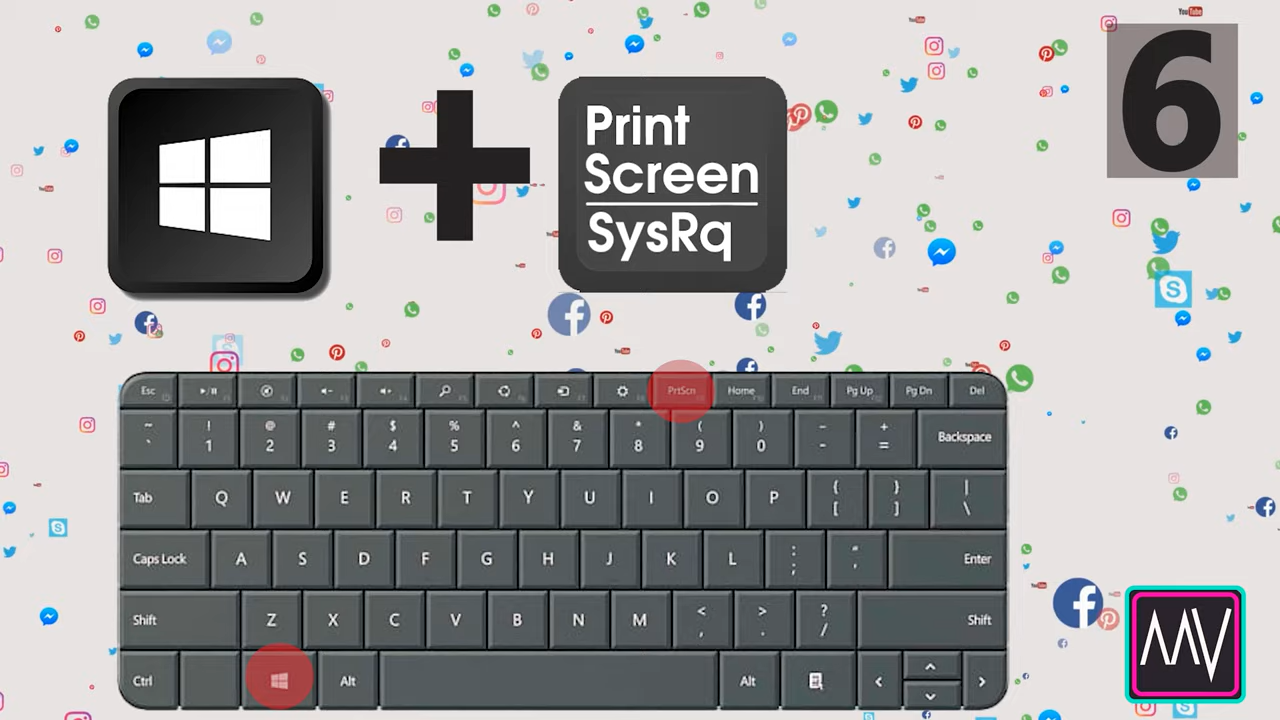 6
Print
Screen
SysRq
Esc PrtScn Home End Pg Up Pg Dn Del
~ ! @ # $ % ^ & * ( ) - +
` 1 2 3 4 5 6 7 8 9 0 - = Backspace
Tab Q W E R T Y U I O P { [ } ] | \
Caps Lock A S D F G H J K L : ; " ' Enter
Shift Z X C V B N M < , > . ? / Shift
Ctrl Alt Alt
MV